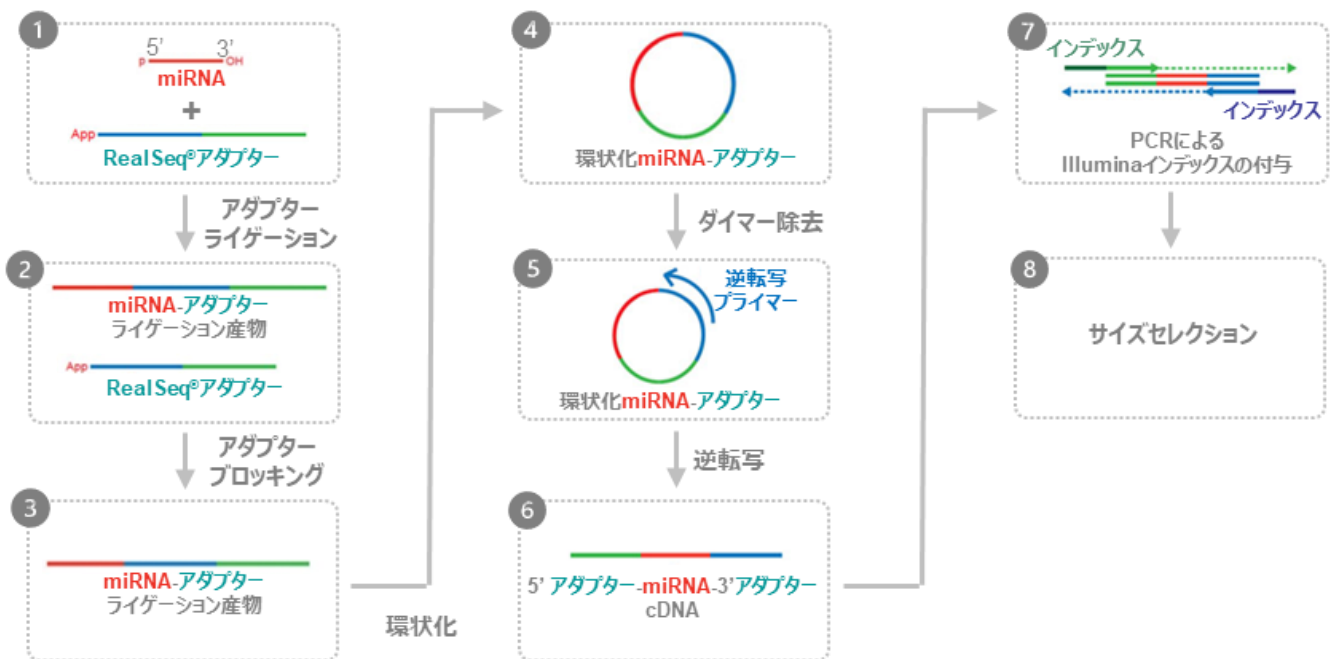 1
5’ 3’
p OH
miRNA
+
App
RealSeq®アダプター
アダプター
ライゲーション
2
miRNA-アダプター
ライゲーション産物
App
RealSeq®アダプター
アダプター
ブロッキング
3
miRNA-アダプター
ライゲーション産物
環状化
4
環状化miRNA-アダプター
ダイマー除去
5
逆転写
プライマー
環状化miRNA-アダプター
逆転写
6
5’ アダプター-miRNA-3’アダプター
cDNA
7
インデックス
インデックス
PCRによる
Illuminaインデックスの付与
8
サイズセレクション